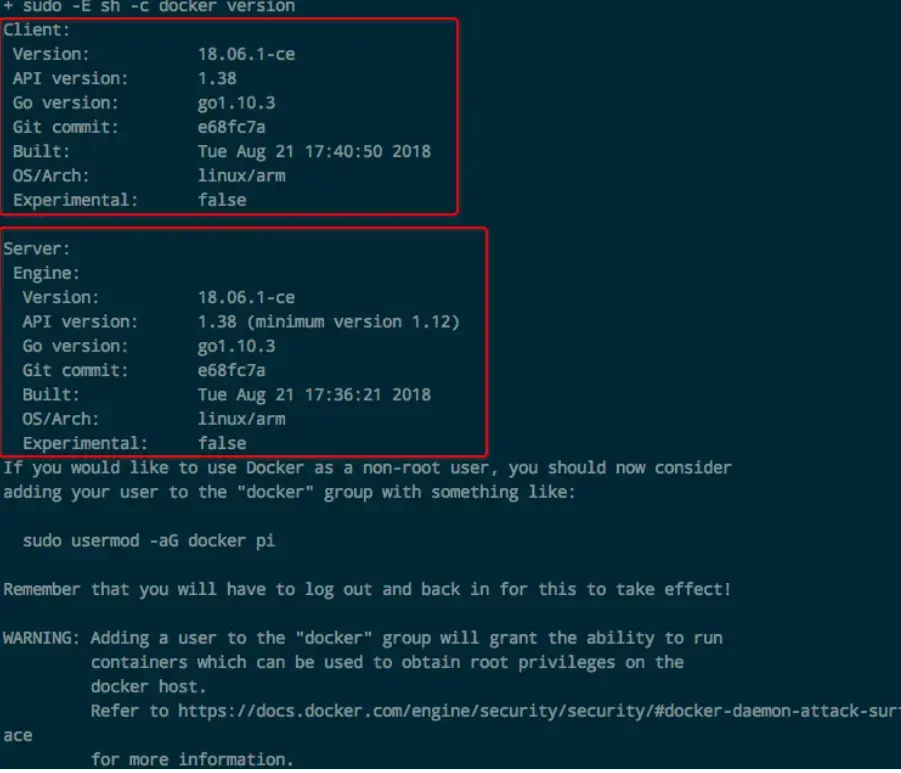 + sudo -E sh -c docker version
Client:
 Version:           18.06.1-ce
 API version:       1.38
 Go version:        go1.10.3
 Git commit:        e68fc7a
 Built:             Tue Aug 21 17:40:50 2018
 OS/Arch:           linux/arm
 Experimental:      false
Server:
 Engine:
  Version:          18.06.1-ce
  API version:      1.38 (minimum version 1.12)
  Go version:       go1.10.3
  Git commit:       e68fc7a
  Built:            Tue Aug 21 17:36:21 2018
  OS/Arch:          linux/arm
  Experimental:     false
If you would like to use Docker as a non-root user, you should now consider
adding your user to the "docker" group with something like:
  sudo usermod -aG docker pi
Remember that you will have to log out and back in for this to take effect!
WARNING: Adding a user to the "docker" group will grant the ability to run
         containers which can be used to obtain root privileges on the
         docker host.
         Refer to https://docs.docker.com/engine/security/security/#docker-daemon-attack-surf
ace
         for more information.